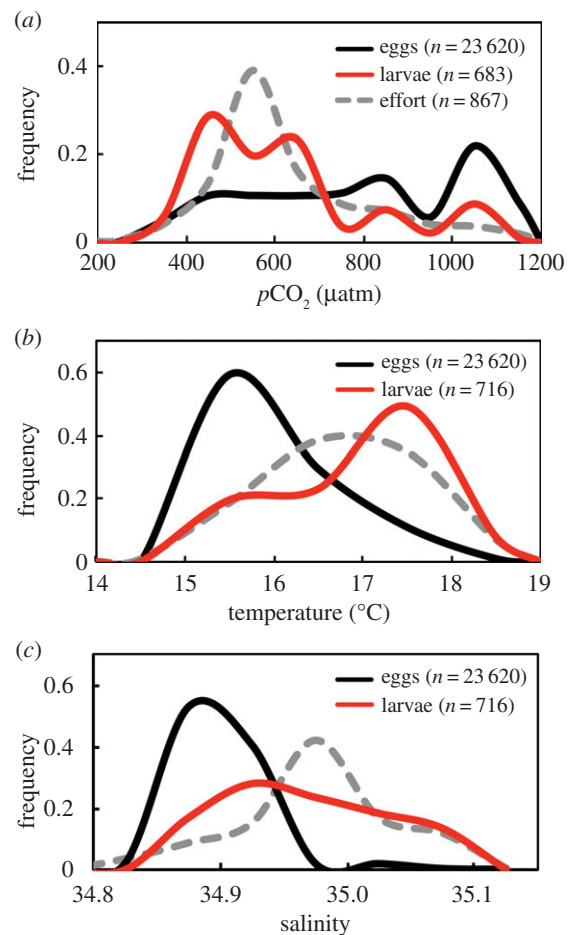 (a)
eggs (n = 23 620)
larvae (n = 683)
effort (n = 867)
frequency
0.4
0.2
0
200 400 600 800 1000 1200
pCO2 (µatm)
(b)
eggs (n = 23 620)
larvae (n = 716)
frequency
0.6
0.4
0.2
0
14 15 16 17 18 19
temperature (°C)
(c)
eggs (n = 23 620)
larvae (n = 716)
frequency
0.6
0.4
0.2
0
34.8 34.9 35.0 35.1
salinity